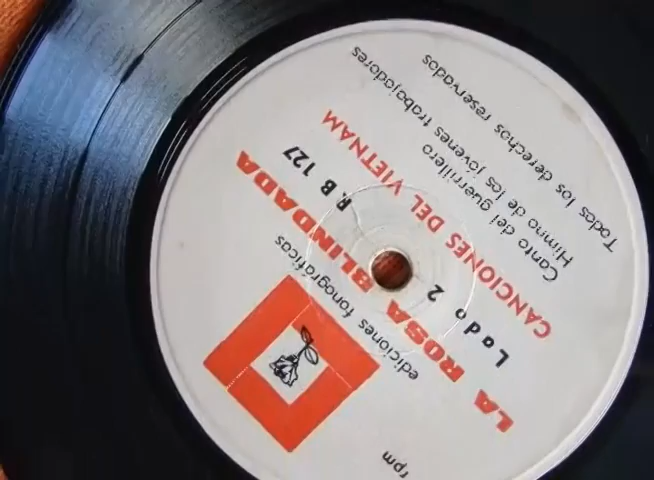 rpm
ediciones fonográficas
LA ROSA BLINDADA
Lado 2 RB 127
CANCIONES DEL VIETNAM
Canto del guerrillero
Himno de los jóvenes trabajadores
Todos los derechos reservados